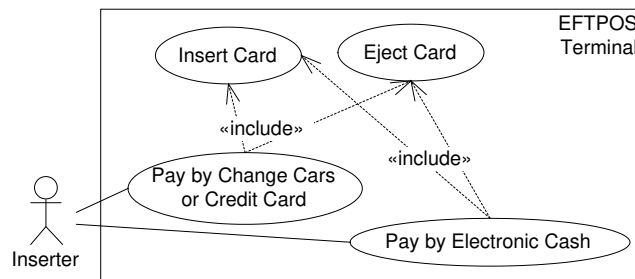 EFTPOS
Terminal
Insert Card
Eject Card
«include»
«include»
Pay by Change Cars
or Credit Card
Pay by Electronic Cash
Inserter